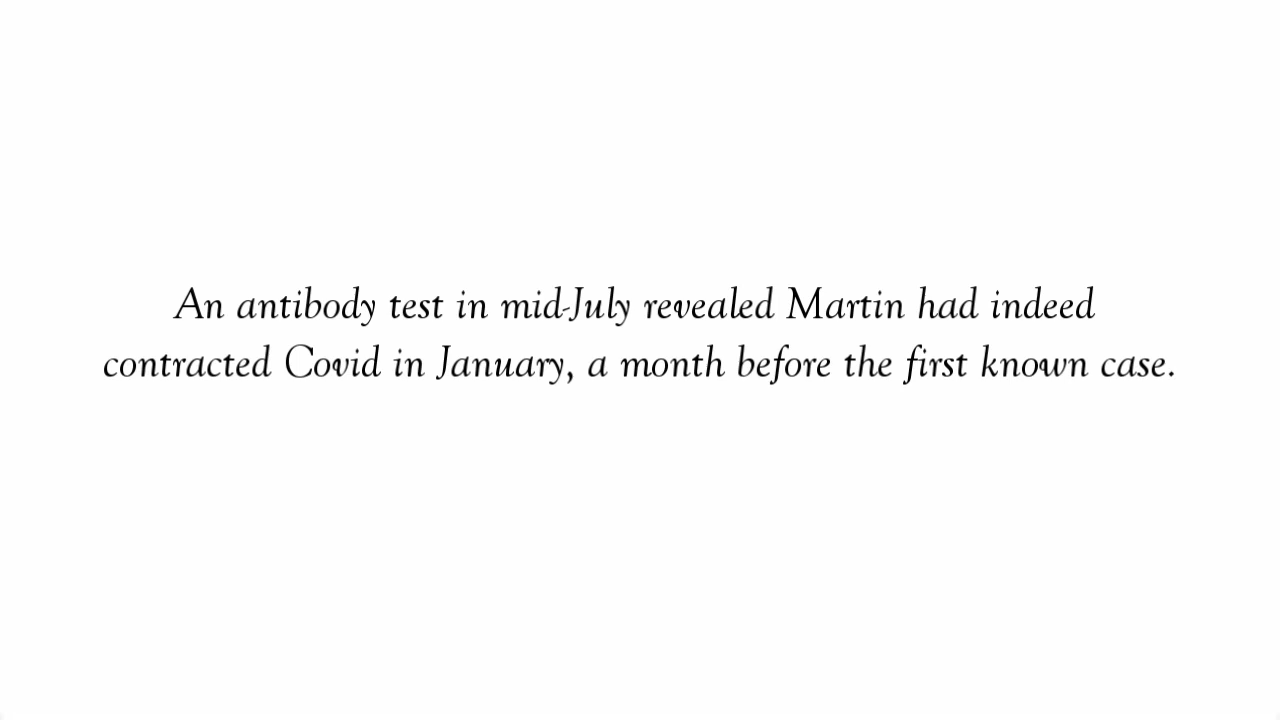 An antibody test in mid-July revealed Martin had indeed
contracted Covid in January, a month before the first known case.